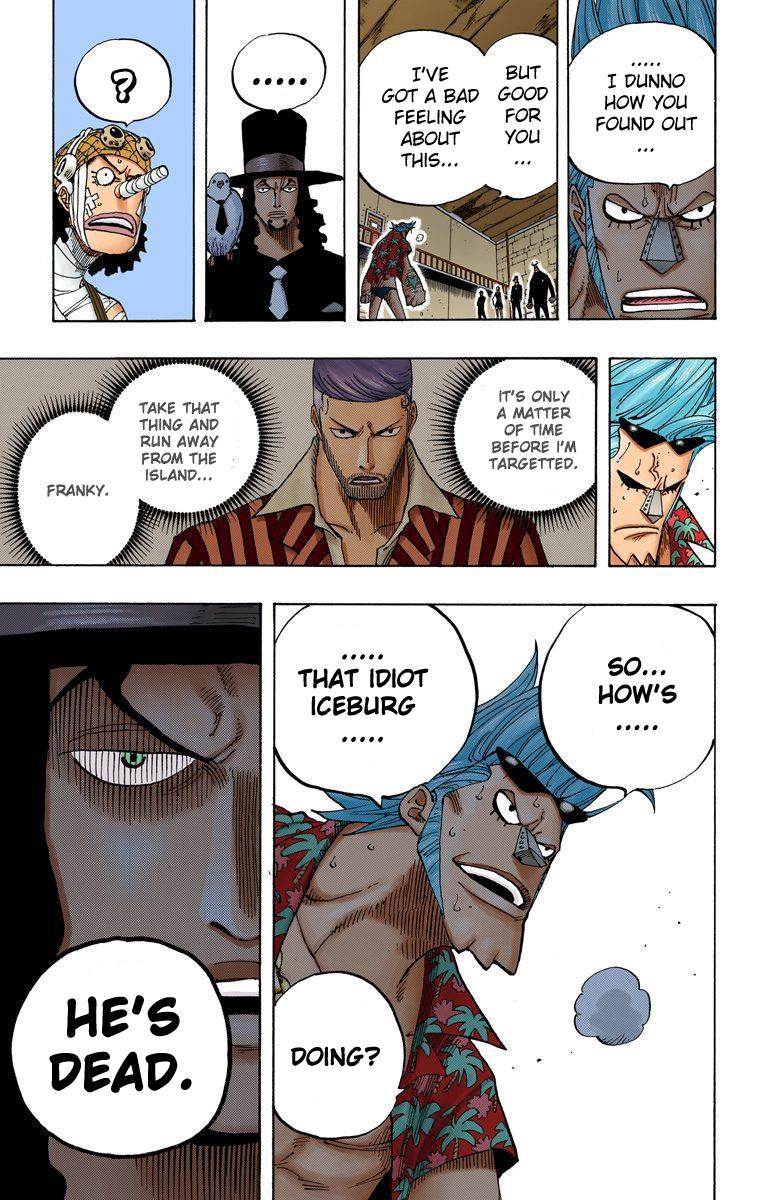 .....
I DUNNO
HOW YOU
FOUND OUT
...
BUT
GOOD
FOR
YOU
...
I'VE
GOT A BAD
FEELING
ABOUT
THIS...
.....
?
IT'S ONLY
A MATTER
OF TIME
BEFORE I'M
TARGETTED.
TAKE THAT
THING AND
RUN AWAY
FROM THE
ISLAND...
FRANKY.
SO...
HOW'S
.....
.....
THAT IDIOT
ICEBURG
.....
DOING?
HE'S
DEAD.